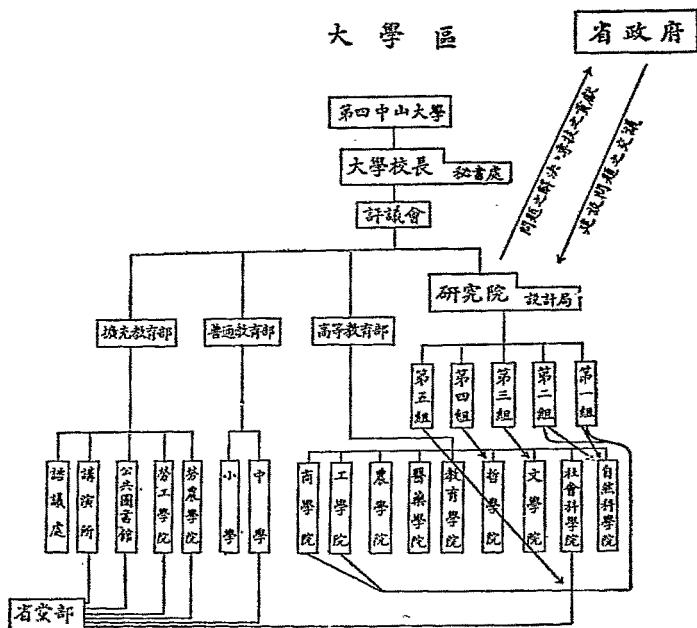 大學區
省政府
第四中山大學
大學校長
秘書處
評議會
問題之解決、專技之貢獻
建設問題之交議
研究院
設計局
擴充教育部
普通教育部
高等教育部
第五組
第四組
第三組
第二組
第一組
諮議處
講演所
公共圖書館
勞工學院
勞農學院
小學
中學
商學院
工學院
農學院
醫藥學院
教育學院
哲學院
文學院
社會科學院
自然科學院
省黨部